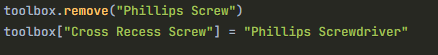 toolbox.remove("Phillips Screw")
toolbox["Cross Recess Screw"] = "Phillips Screwdriver"